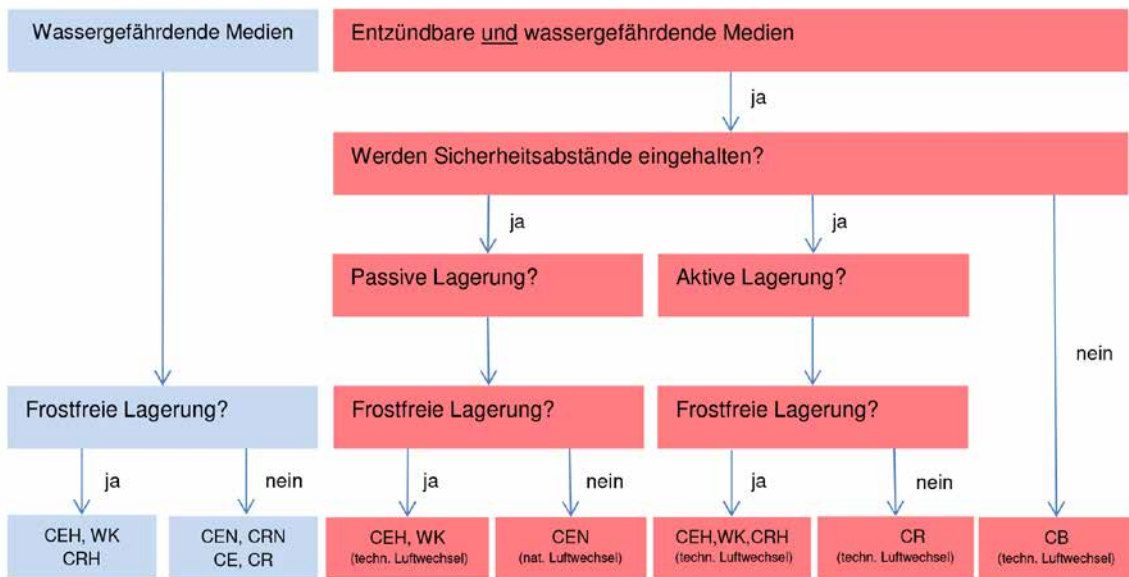 Wassergefährdende Medien
Entzündbare und wassergefährdende Medien
ja
Werden Sicherheitsabstände eingehalten?
ja
ja
Passive Lagerung?
Aktive Lagerung?
nein
Frostfreie Lagerung?
Frostfreie Lagerung?
Frostfreie Lagerung?
ja
nein
ja
nein
ja
nein
CEH, WK
CRH
CEN, CRN
CE, CR
CEH, WK
(techn. Luftwechsel)
CEN
(nat. Luftwechsel)
CEH,WK,CRH
(techn. Luftwechsel)
CR
(techn. Luftwechsel)
CB
(techn. Luftwechsel)